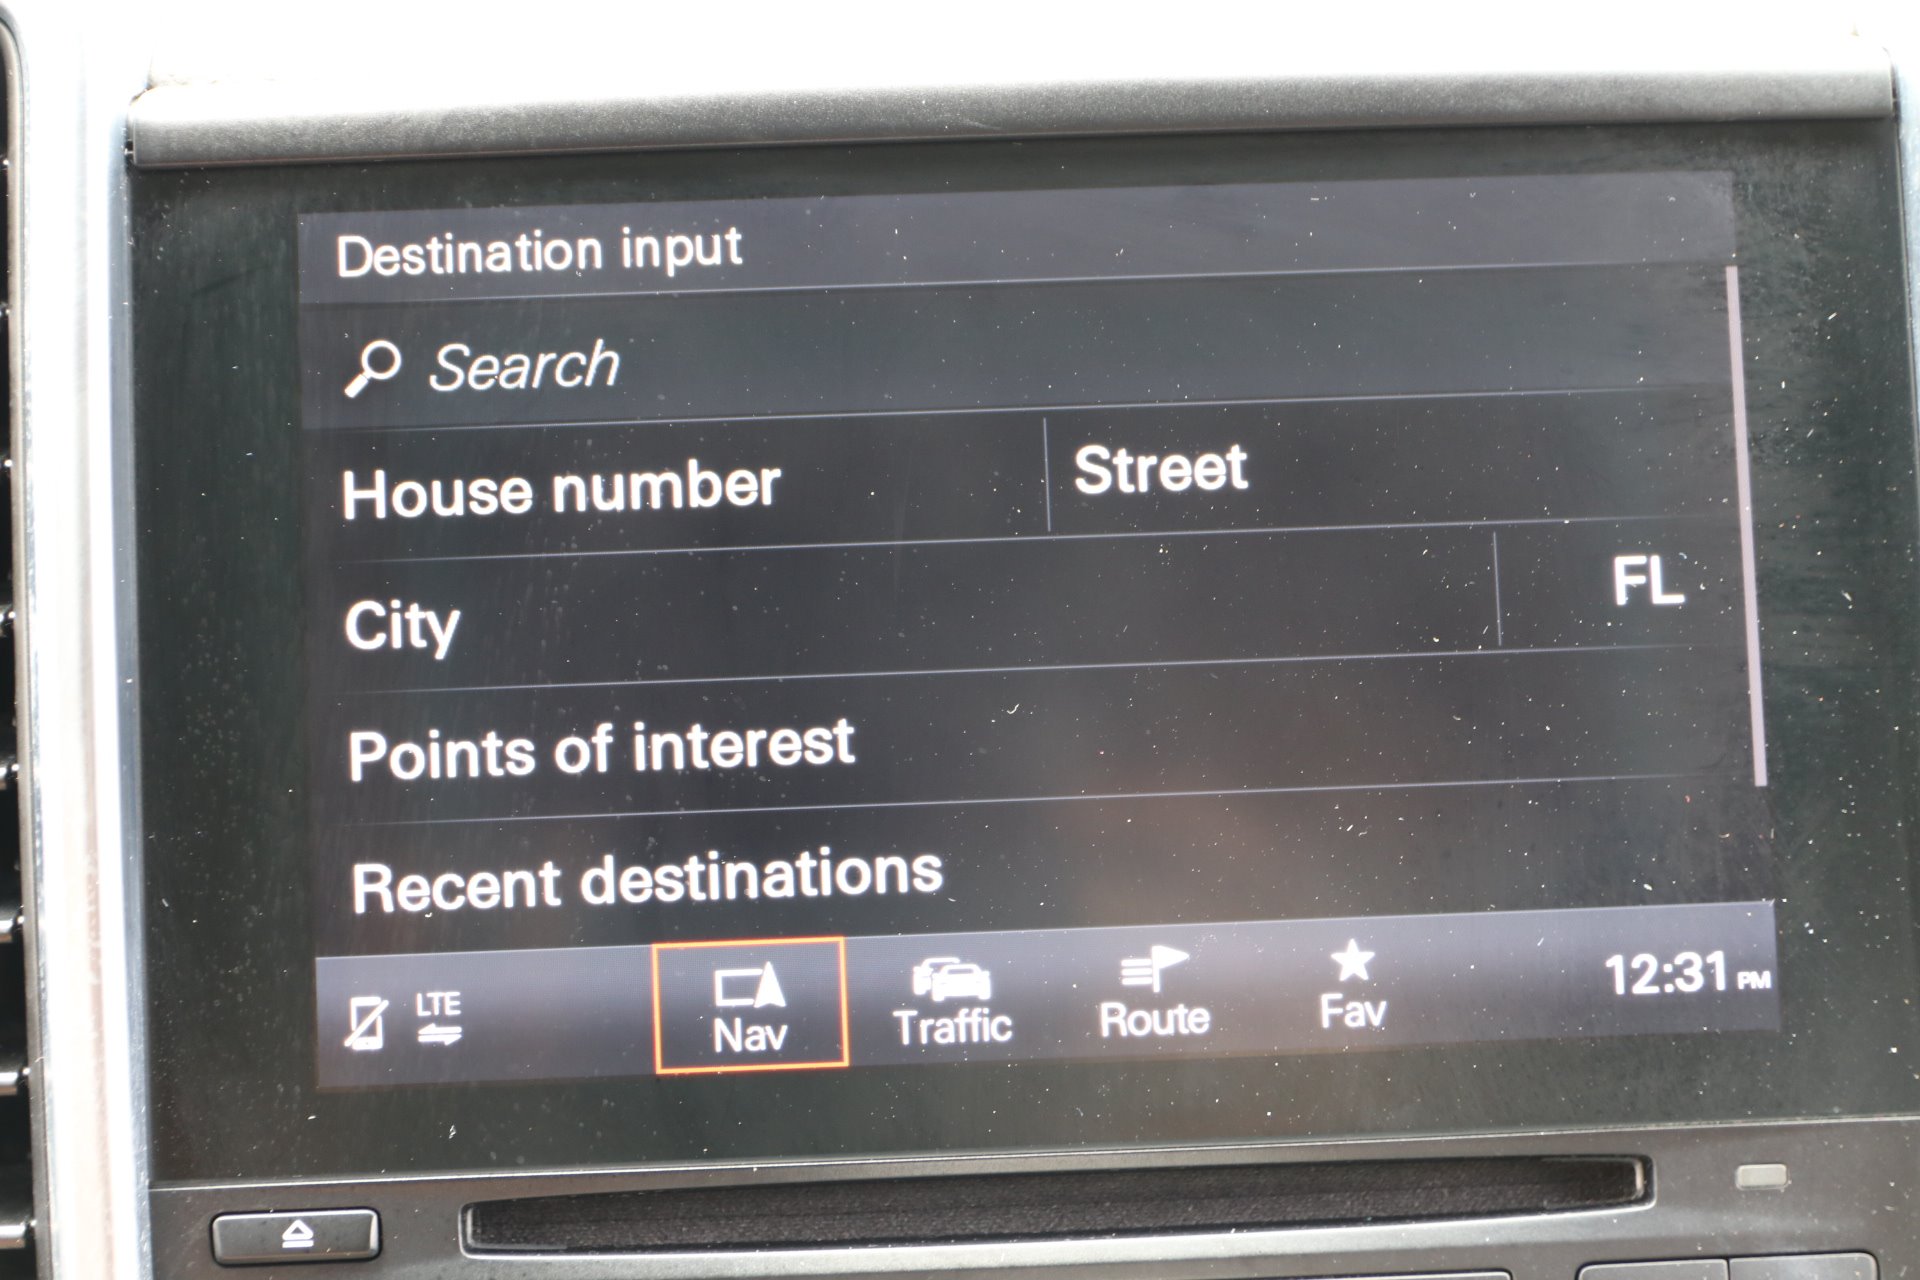 Destination input
Search
House number Street
City FL
Points of interest
Recent destinations
LTE Nav Traffic Route Fav 12:31 PM